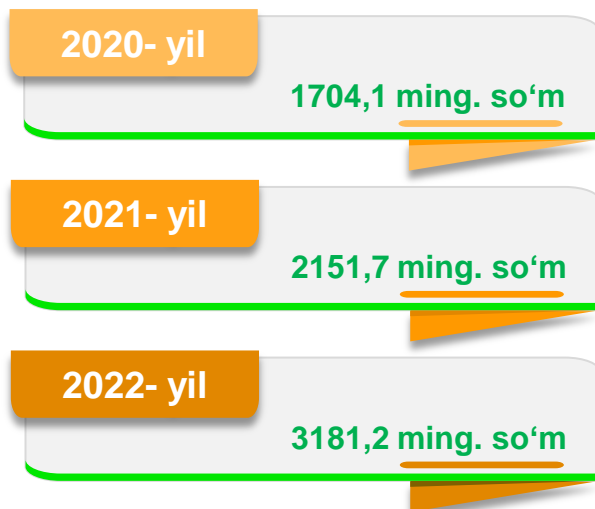 2020- yil
1704,1 ming. so‘m
2021- yil
2151,7 ming. so‘m
2022- yil
3181,2 ming. so‘m